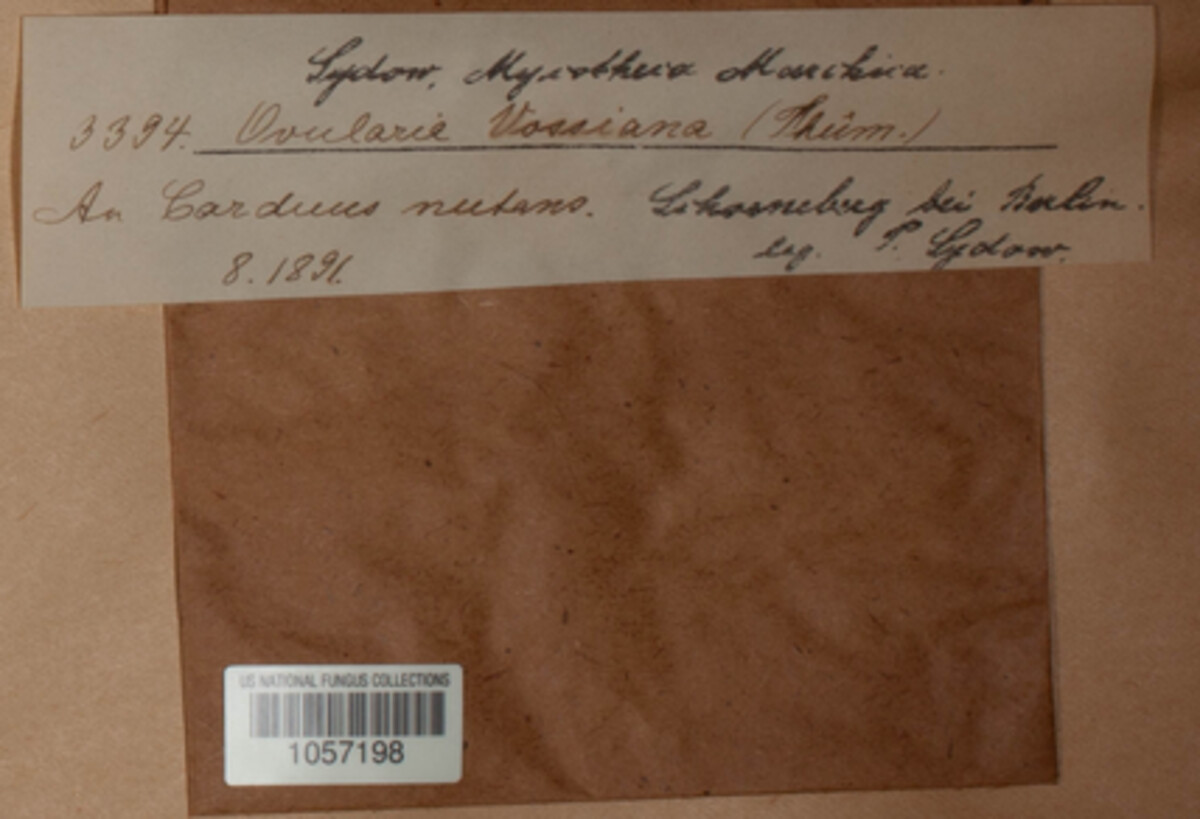 Sydow, Mycotheca Marchica.
3394. Ovularia Vossiana (Thüm.)
An Carduus nutans. Schoeneberg bei Berlin.
8. 1891. leg. P. Sydow.
US NATIONAL FUNGUS COLLECTIONS
1057198